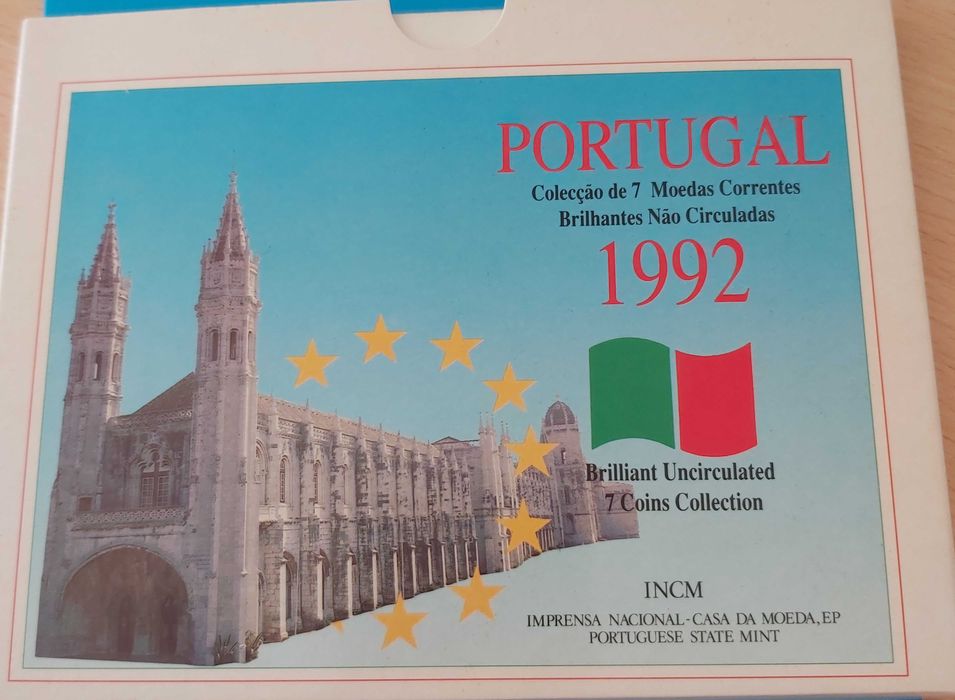 PORTUGAL
Colecção de 7 Moedas Correntes
Brilhantes Não Circuladas
1992
Brilliant Uncirculated
7 Coins Collection
INCM
IMPRENSA NACIONAL-CASA DA MOEDA, EP
PORTUGUESE STATE MINT